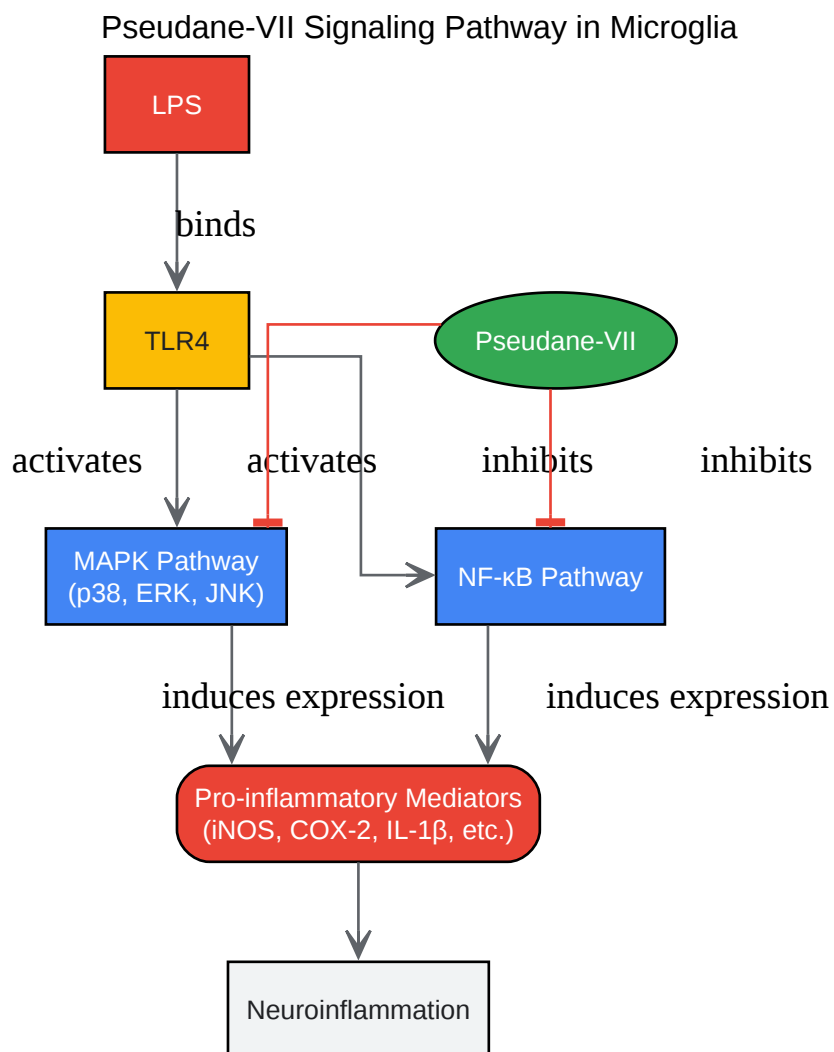 Pseudane-VII Signaling Pathway in Microglia
LPS
binds
TLR4
Pseudane-VII
activates
activates
inhibits
inhibits
MAPK Pathway
(p38, ERK, JNK)
NF-κB Pathway
induces expression
induces expression
Pro-inflammatory Mediators
(iNOS, COX-2, IL-1β, etc.)
Neuroinflammation